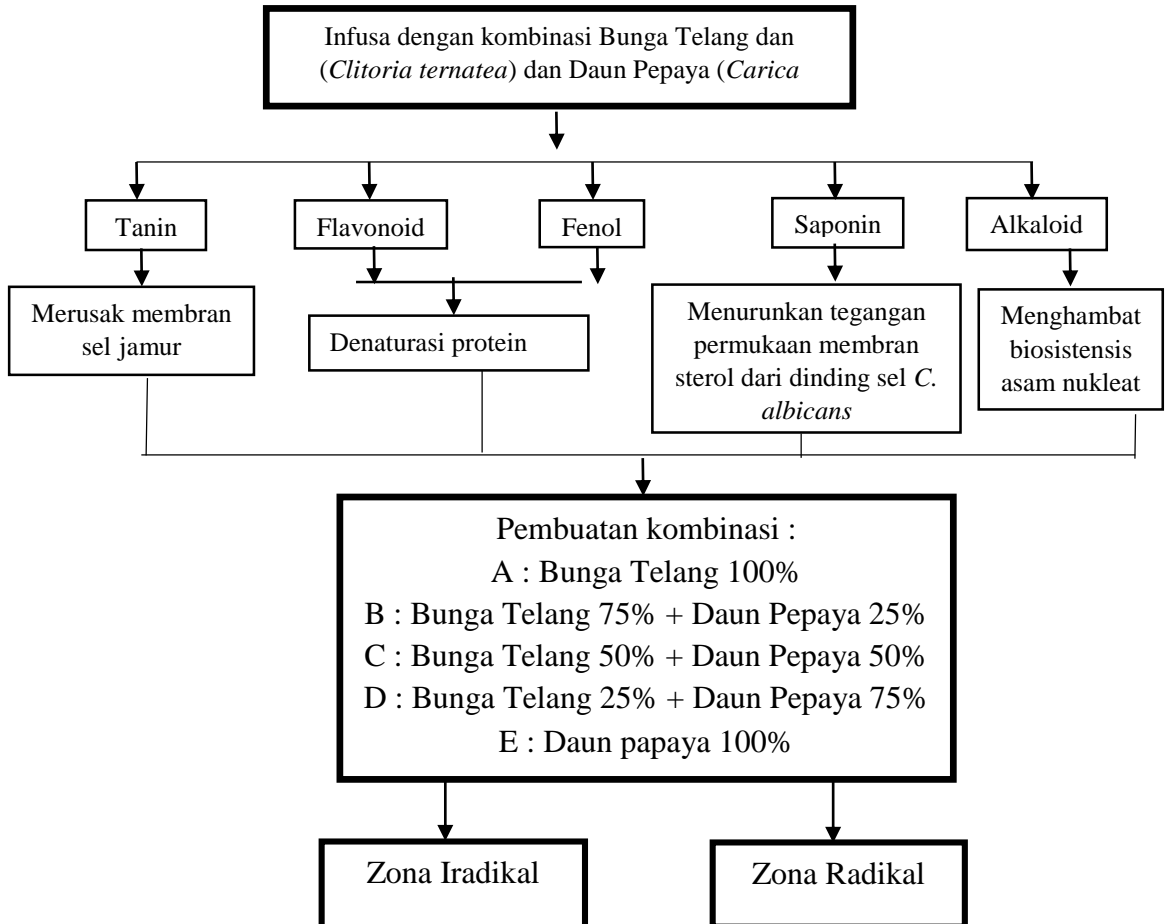 Infusa dengan kombinasi Bunga Telang dan
(Clitoria ternatea) dan Daun Pepaya (Carica
Tanin
Flavonoid
Fenol
Saponin
Alkaloid
Merusak membran
sel jamur
Denaturasi protein
Menurunkan tegangan
permukaan membran
sterol dari dinding sel C.
albicans
Menghambat
biosistensis
asam nukleat
Pembuatan kombinasi :
A : Bunga Telang 100%
B : Bunga Telang 75% + Daun Pepaya 25%
C : Bunga Telang 50% + Daun Pepaya 50%
D : Bunga Telang 25% + Daun Pepaya 75%
E : Daun papaya 100%
Zona Iradikal
Zona Radikal